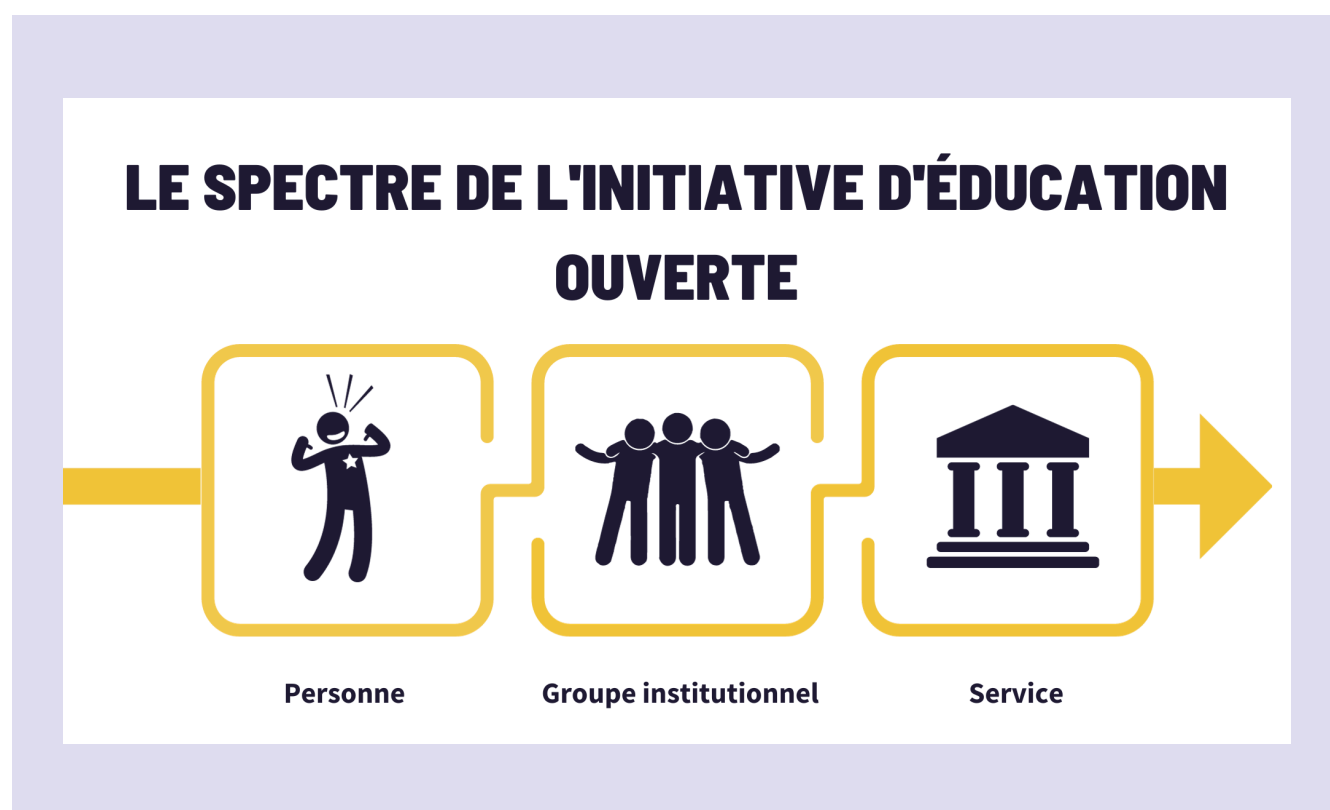 LE SPECTRE DE L'INITIATIVE D'ÉDUCATION
OUVERTE
Personne
Groupe institutionnel
Service